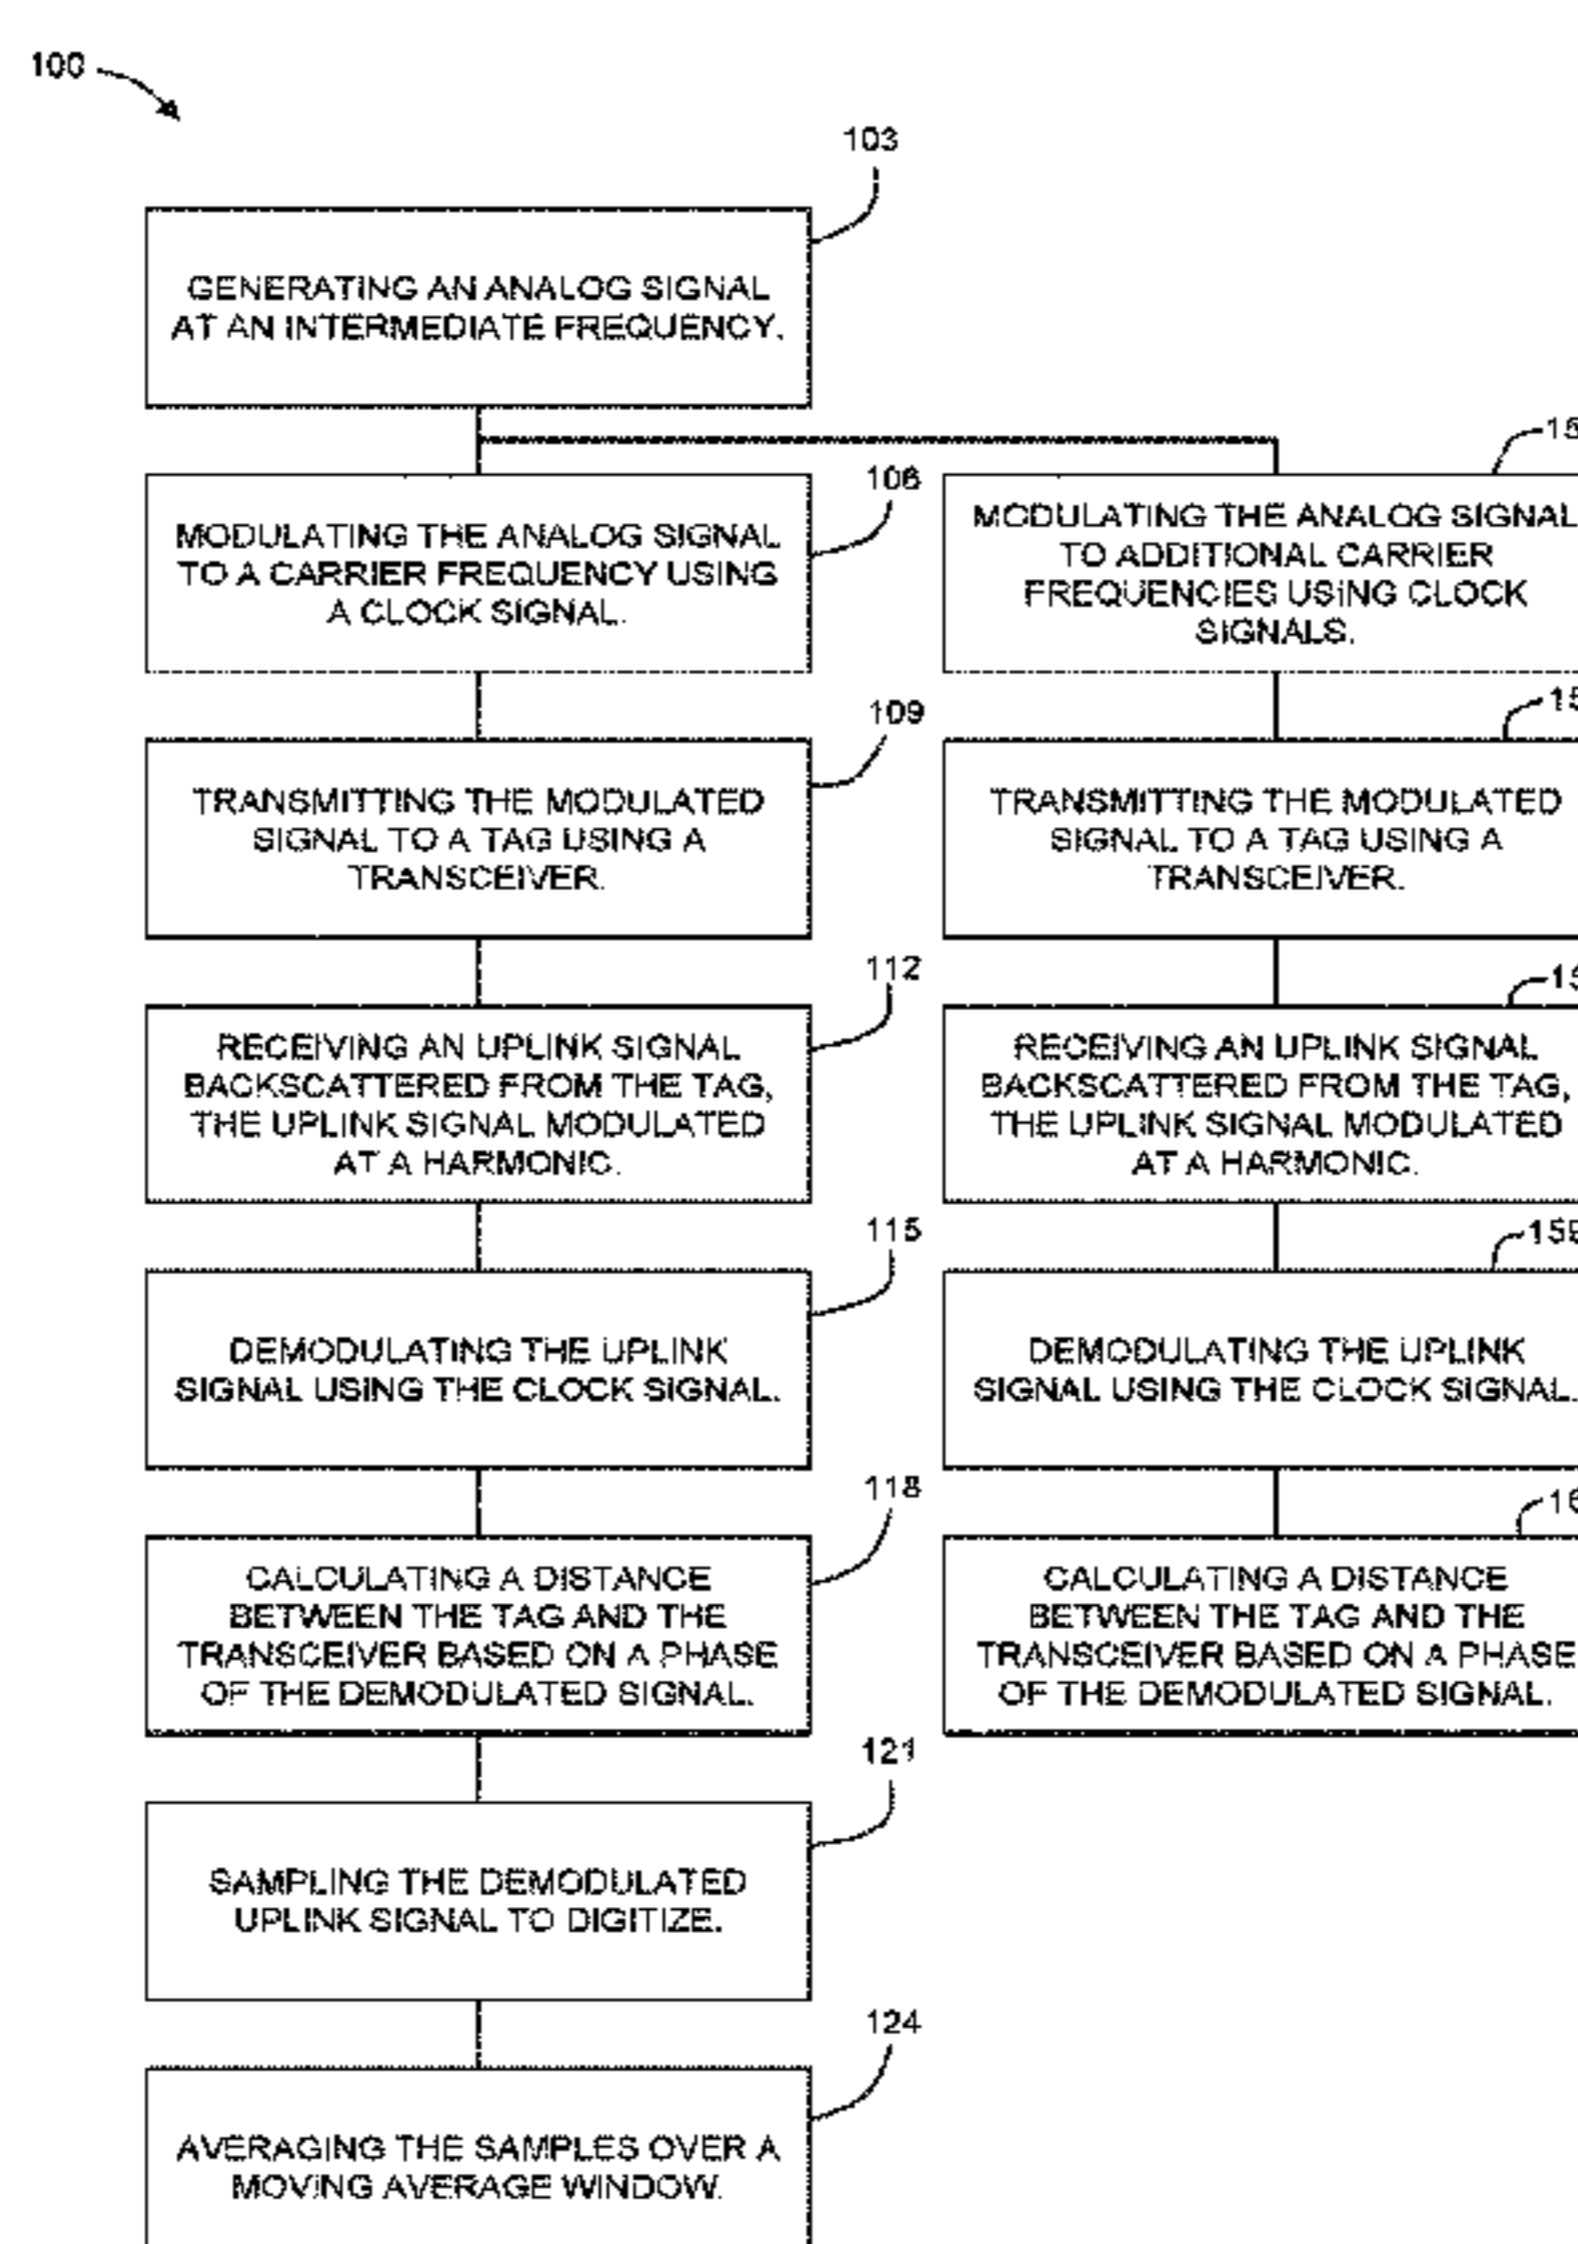 100
103
GENERATING AN ANALOG SIGNAL
AT AN INTERMEDIATE FREQUENCY.
106
MODULATING THE ANALOG SIGNAL
TO A CARRIER FREQUENCY USING
A CLOCK SIGNAL.
109
TRANSMITTING THE MODULATED
SIGNAL TO A TAG USING A
TRANSCEIVER.
112
RECEIVING AN UPLINK SIGNAL
BACKSCATTERED FROM THE TAG,
THE UPLINK SIGNAL MODULATED
AT A HARMONIC.
115
DEMODULATING THE UPLINK
SIGNAL USING THE CLOCK SIGNAL.
118
CALCULATING A DISTANCE
BETWEEN THE TAG AND THE
TRANSCEIVER BASED ON A PHASE
OF THE DEMODULATED SIGNAL.
121
SAMPLING THE DEMODULATED
UPLINK SIGNAL TO DIGITIZE.
124
AVERAGING THE SAMPLES OVER A
MOVING AVERAGE WINDOW.
MODULATING THE ANALOG SIGNAL
TO ADDITIONAL CARRIER
FREQUENCIES USING CLOCK
SIGNALS.
TRANSMITTING THE MODULATED
SIGNAL TO A TAG USING A
TRANSCEIVER.
RECEIVING AN UPLINK SIGNAL
BACKSCATTERED FROM THE TAG,
THE UPLINK SIGNAL MODULATED
AT A HARMONIC.
DEMODULATING THE UPLINK
SIGNAL USING THE CLOCK SIGNAL.
CALCULATING A DISTANCE
BETWEEN THE TAG AND THE
TRANSCEIVER BASED ON A PHASE
OF THE DEMODULATED SIGNAL.